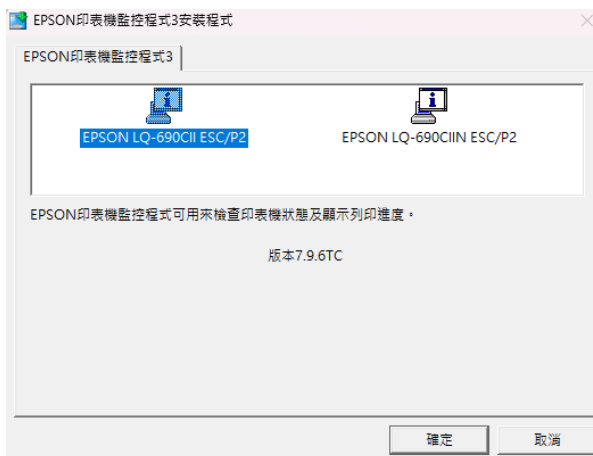 EPSON印表機監控程式3安裝程式
EPSON印表機監控程式3
EPSON LQ-690CII ESC/P2
EPSON LQ-690CIIN ESC/P2
EPSON印表機監控程式可用來檢查印表機狀態及顯示列印進度。
版本7.9.6TC
確定
取消